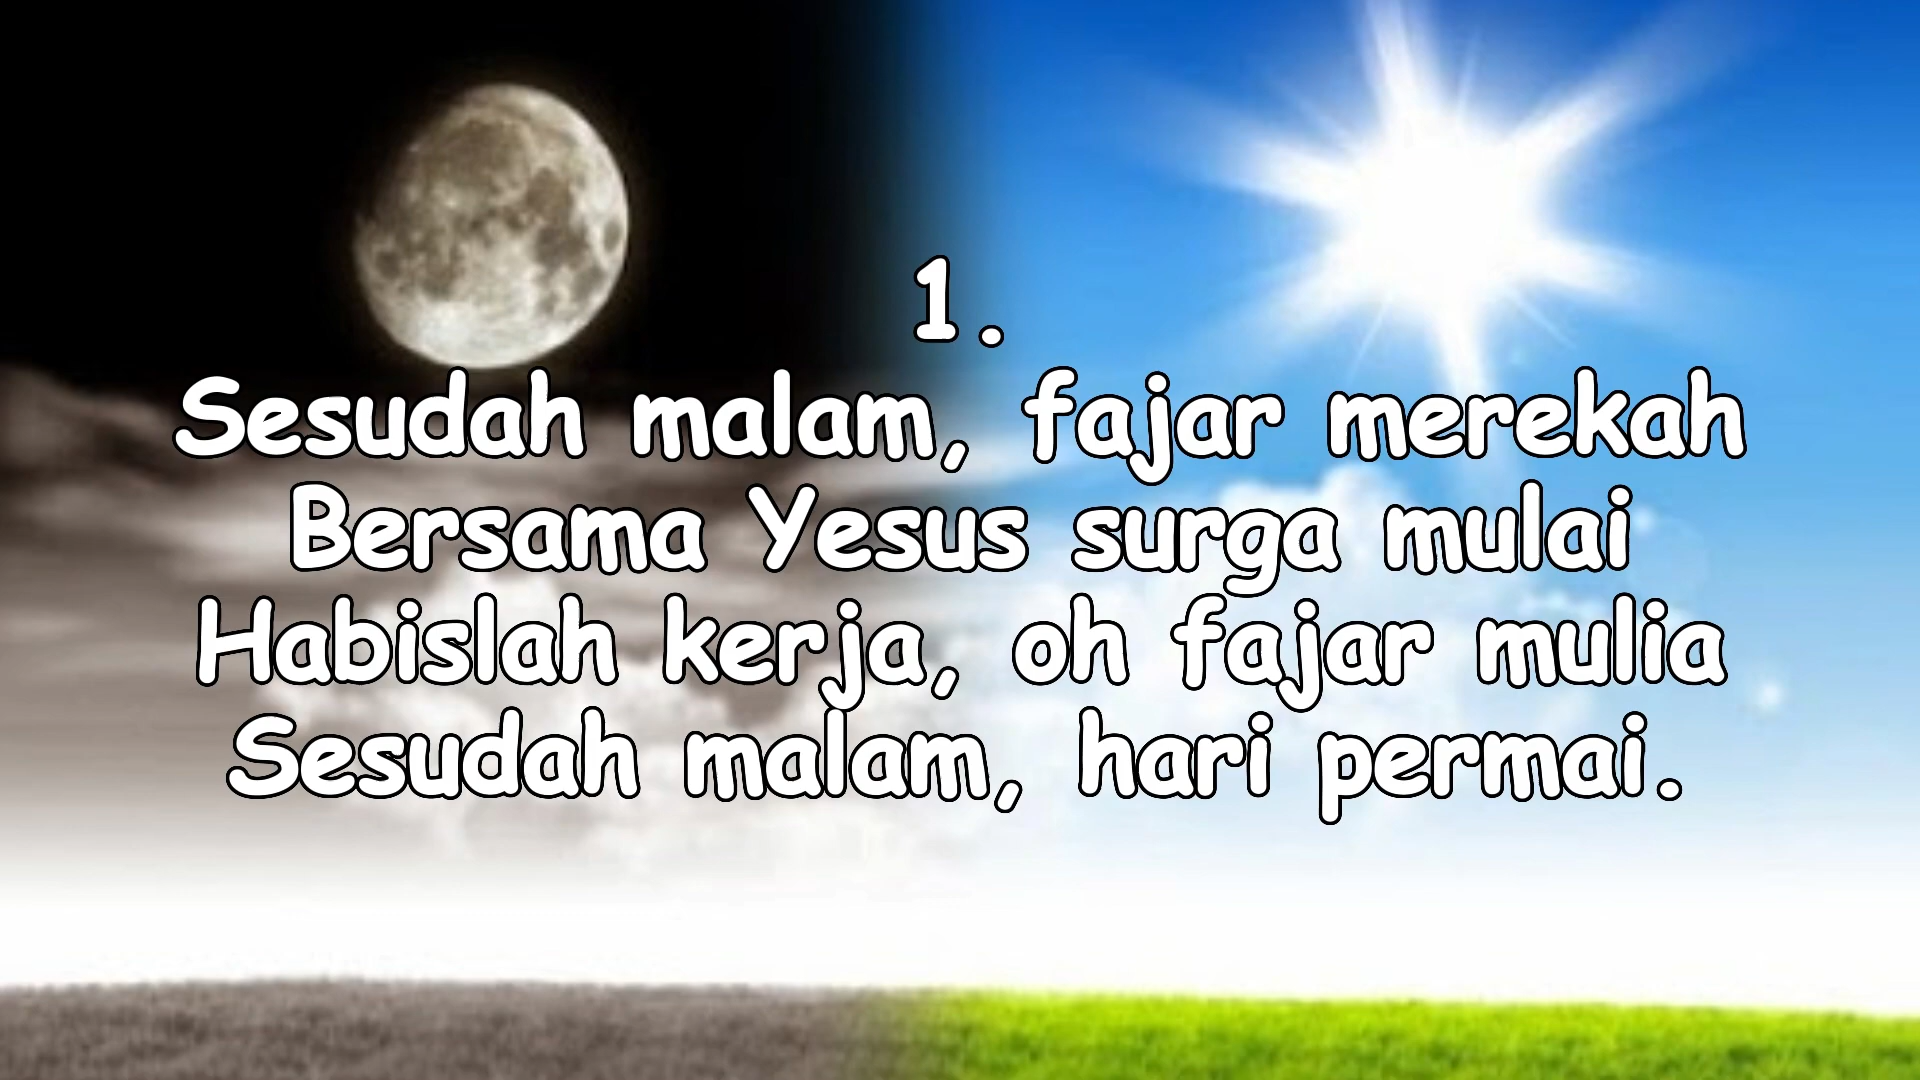 1.
Sesudah malam, fajar merekah
Bersama Yesus surga mulai
Habislah kerja, oh fajar mulia
Sesudah malam, hari permai.